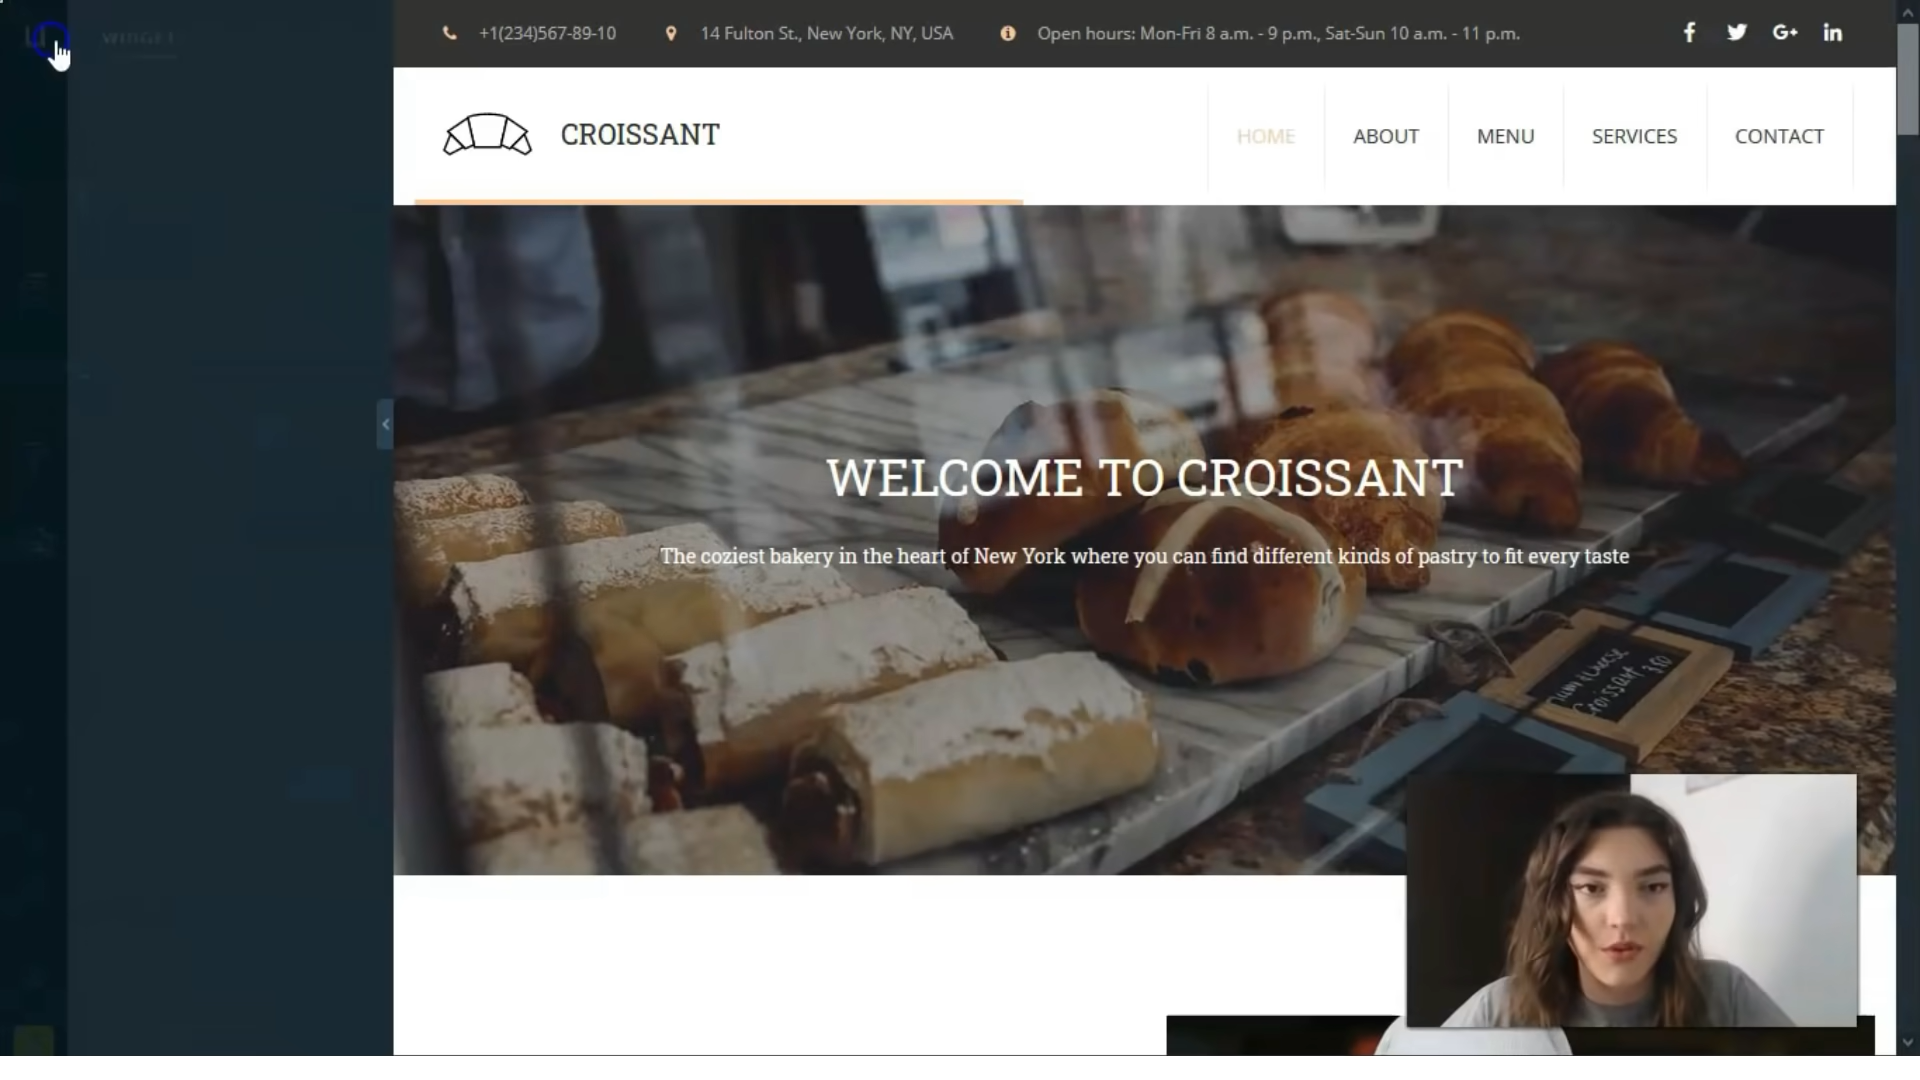 WIDGET
+1(234)567-89-10
14 Fulton St., New York, NY, USA
Open hours: Mon-Fri 8 a.m. - 9 p.m., Sat-Sun 10 a.m. - 11 p.m.
CROISSANT
HOME
ABOUT
MENU
SERVICES
CONTACT
WELCOME TO CROISSANT
The coziest bakery in the heart of New York where you can find different kinds of pastry to fit every taste
Croissant